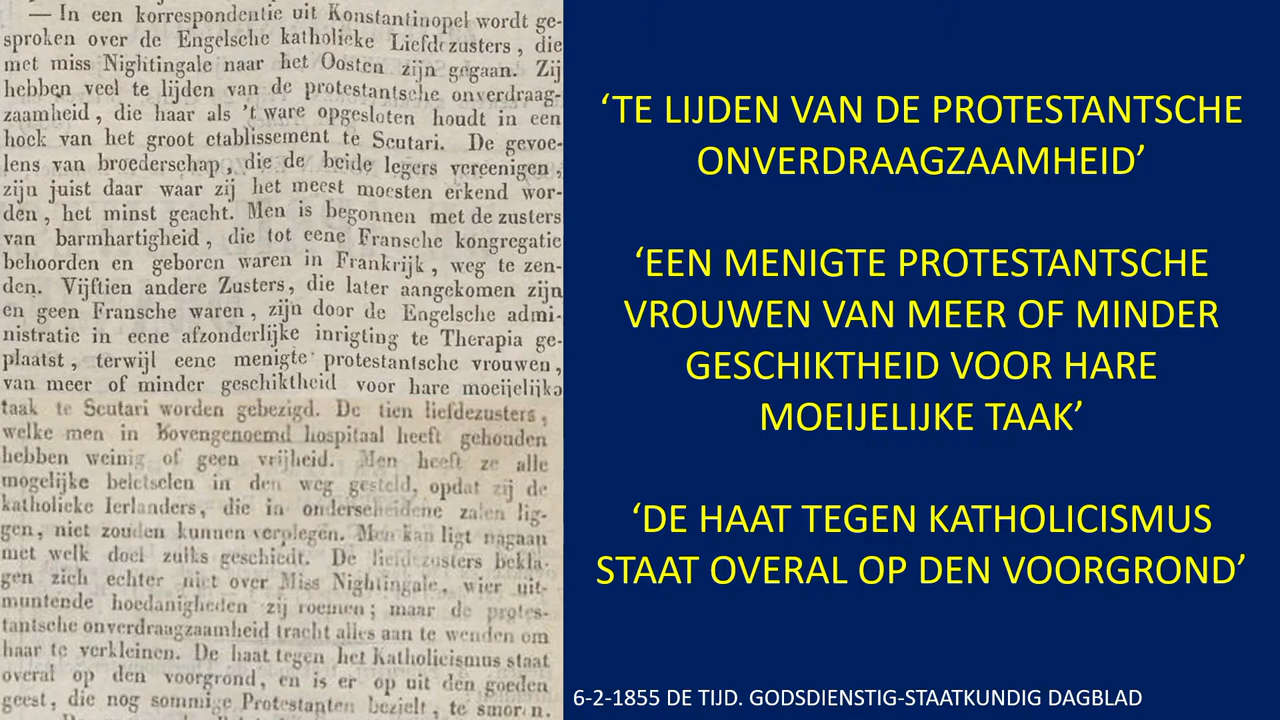 — In een korrespondentie uit Konstantinopel wordt ge-
sproken over de Engelsche katholieke Liefdezusters, die
met miss Nightingale naar het Oosten zijn gegaan. Zij
hebben veel te lijden van de protestantsche onverdraag-
zaamheid, die haar als 't ware opgesloten houdt in een
hoek van het groot etablissement te Scutari. De gevoe-
lens van broederschap, die de beide legers vereenigen,
zijn juist daar waar zij het meest moesten erkend wor-
den, het minst geacht. Men is begonnen met de zusters
van barmhartigheid, die tot eene Fransche kongregatie
behoorden en geboren waren in Frankrijk, weg te zen-
den. Vijftien andere Zusters, die later aangekomen zijn
en geen Fransche waren, zijn door de Engelsche admi-
nistratie in eene afzonderlijke inrigting te Therapia ge-
plaatst, terwijl eene menigte protestantsche vrouwen,
van meer of minder geschiktheid voor hare moeijelijke
taak te Scutari worden gebezigd. De tien liefdezusters,
welke men in Bovengenoemd hospitaal heeft gehouden
hebben weinig of geen vrijheid. Men heeft ze alle
mogelijke beletselen in den weg gesteld, opdat zij de
katholieke Ierlanders, die in onderscheidene zalen lig-
gen, niet zouden kunnen verplegen. Men kan ligt nagaan
met welk doel zulks geschiedt. De liefdezusters bekla-
gen zich echter niet over Miss Nightingale, wier uit-
muntende hoedanigheden zij roemen; maar de protes-
tantsche onverdraagzaamheid tracht alles aan te wenden om
haar te verkleinen. De haat tegen het Katholicismus staat
overal op den voorgrond, en is er op uit den goeden
geest, die nog sommige Protestanten bezielt, te smoren.
‘TE LIJDEN VAN DE PROTESTANTSCHE
ONVERDRAAGZAAMHEID’
‘EEN MENIGTE PROTESTANTSCHE
VROUWEN VAN MEER OF MINDER
GESCHIKTHEID VOOR HARE
MOEIJELIJKE TAAK’
‘DE HAAT TEGEN KATHOLICISMUS
STAAT OVERAL OP DEN VOORGROND’
6-2-1855 DE TIJD. GODSDIENSTIG-STAATKUNDIG DAGBLAD